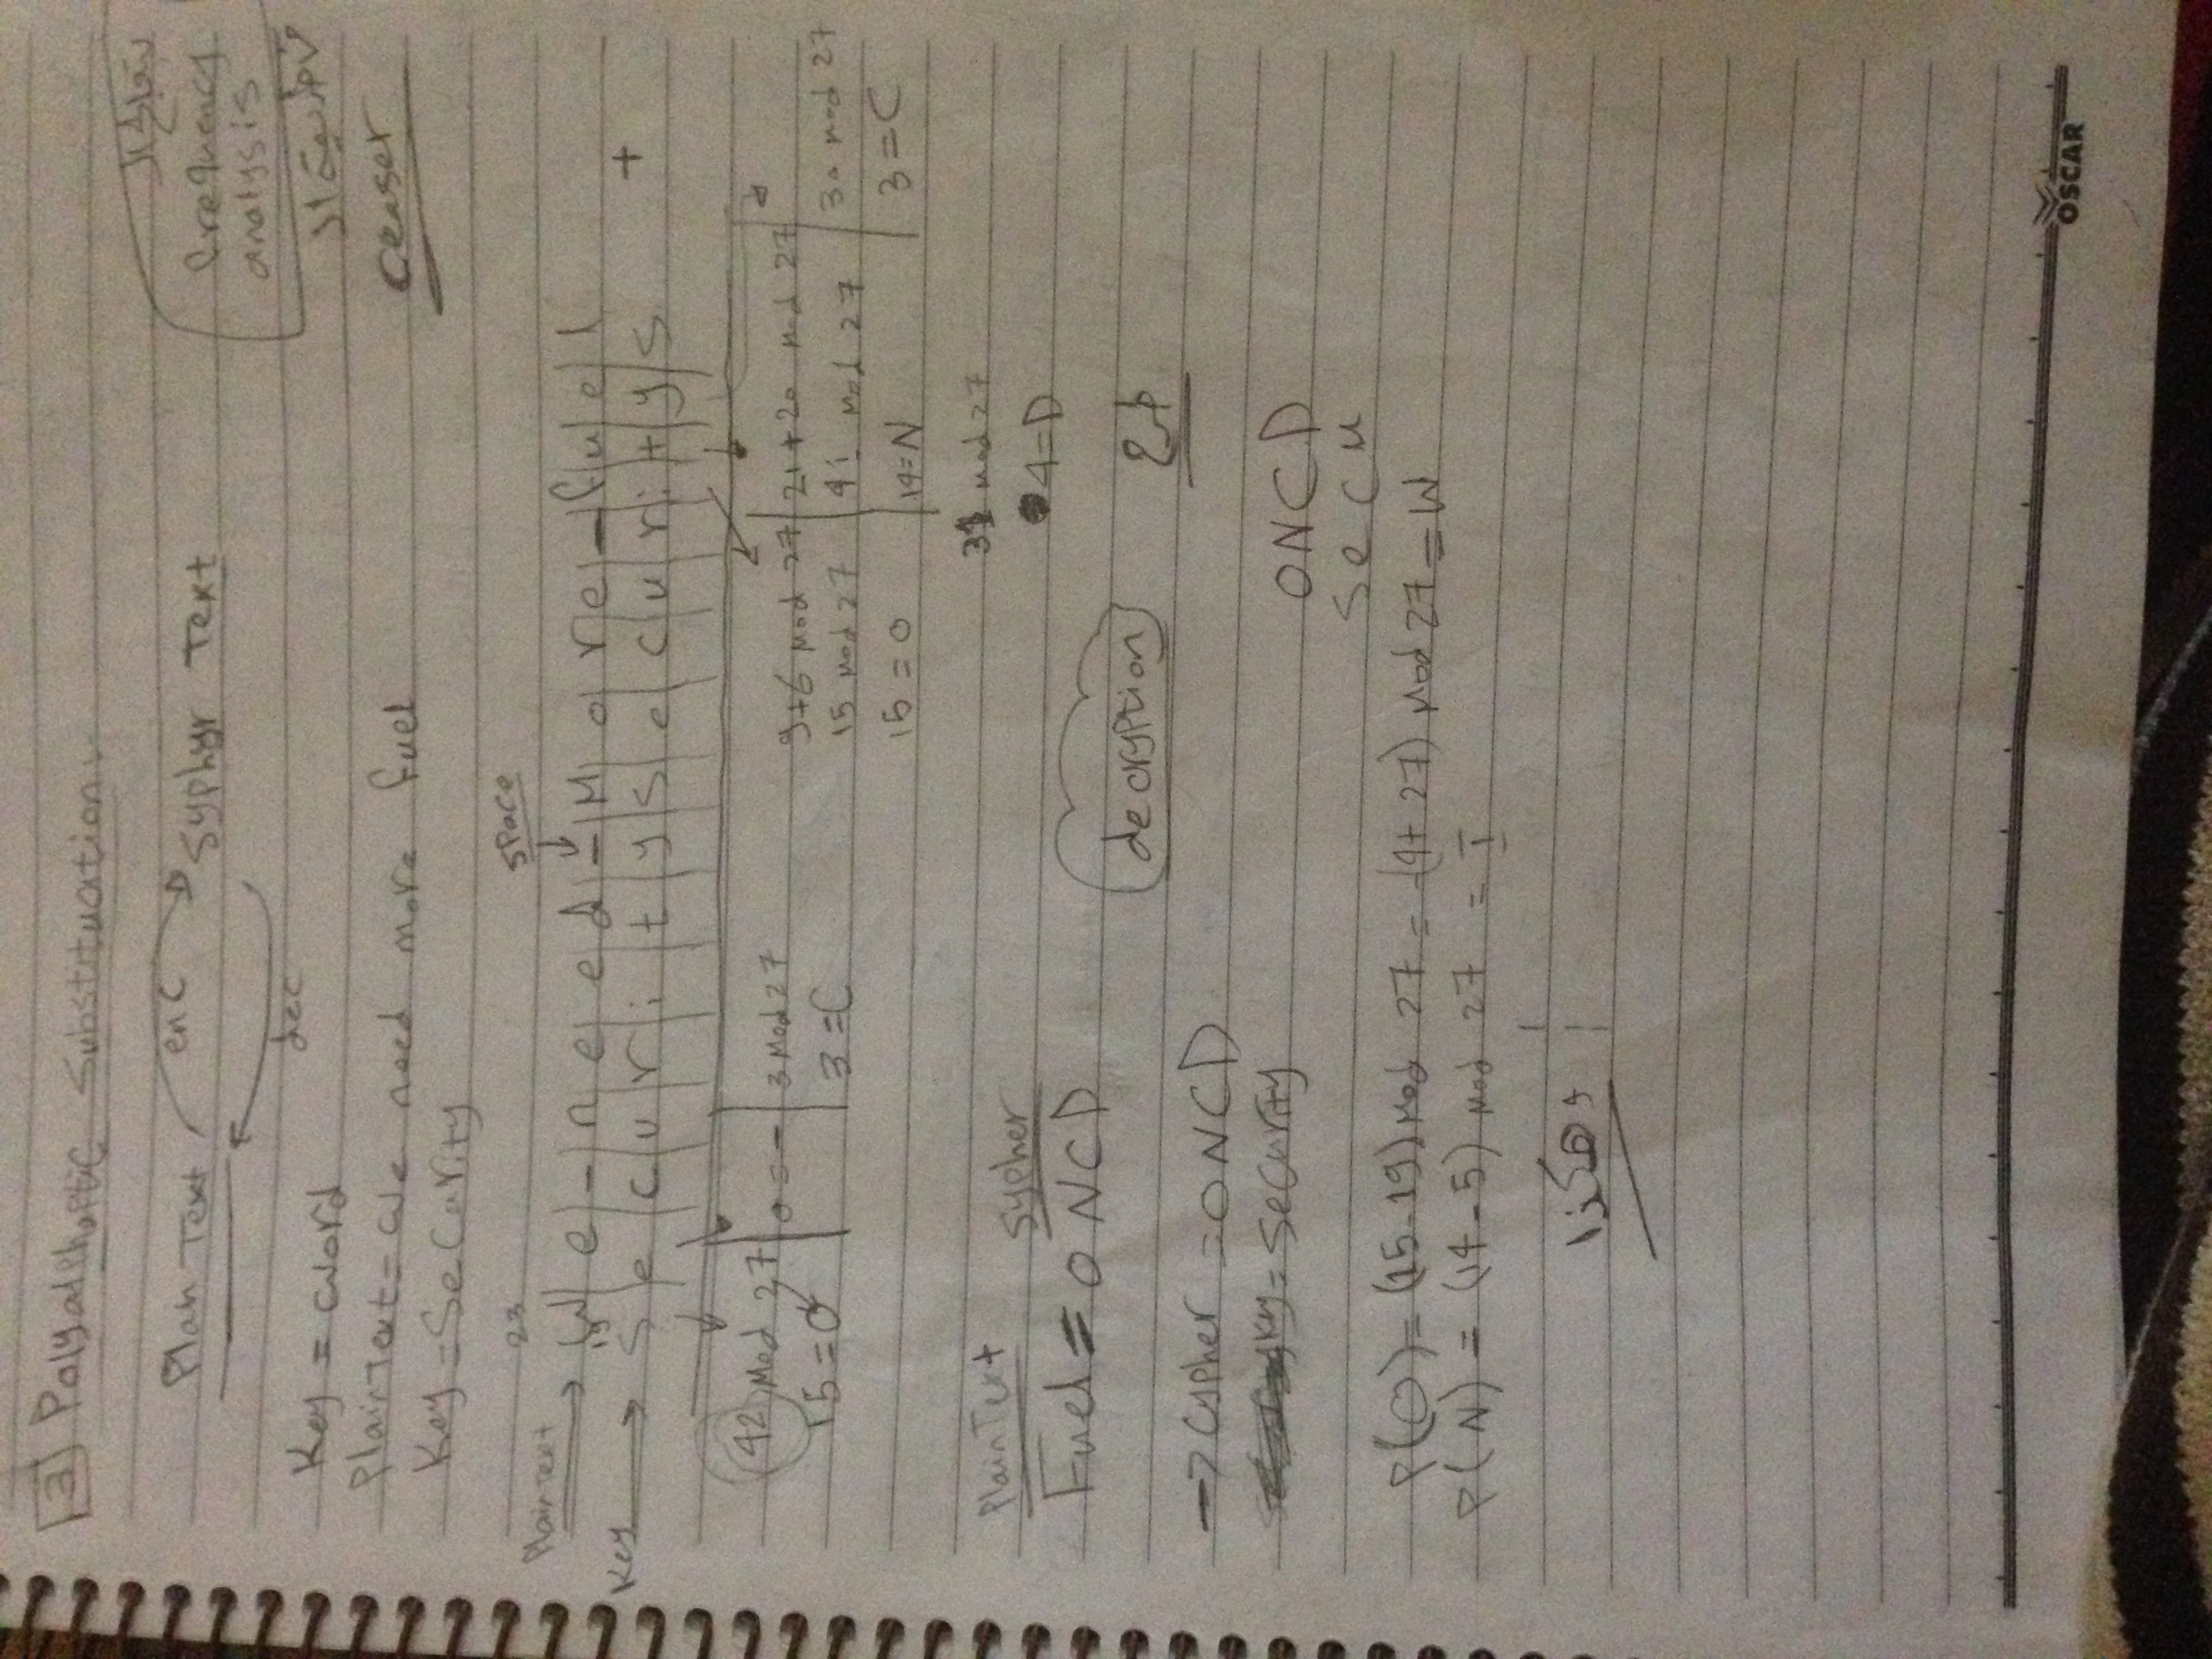 3 Polyalphaptic Substituation:
Plan Text enc Syphyr Text
frequency
analysis
dec
Key = word
ceaser
PlainText = we need more fuel
Key = Security
23 space
PlainText → W e - n e e d - M o r e - f u e l
19
Key → S e c u r i t y s e c u r i t y s +
42 Mod 27 0 = - 3 Mod 27 9+6 mod 27 21+20 mod 27
15 = O 3 = C 15 mod 27 41 mod 27 30 mod 27
15 = O 14=N 3 = C
31 mod 27
PlainText Sypher 4=D
Fuel = ONCD
decryption
→ Cypher = ONCD
Key = Security ONCD
Secu
P(O) = (15-19) Mod 27 = (4+27) Mod 27 = W
P(N) = (14-5) Mod 27 = I
وهكذا
OSCAR